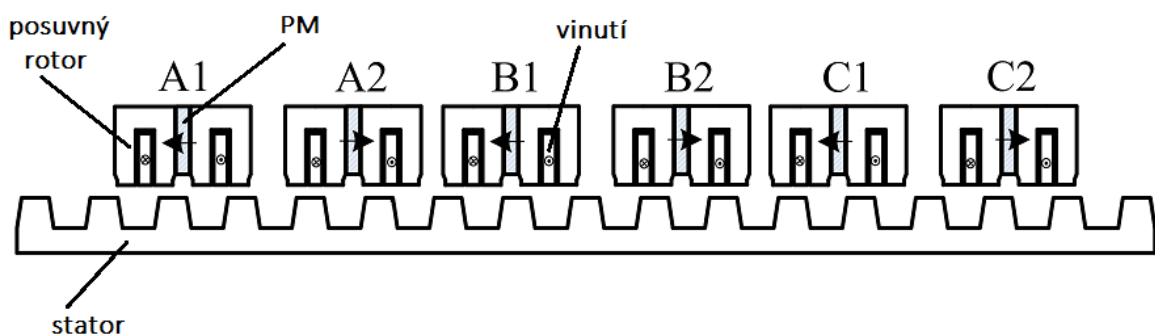 posuvný
rotor
PM
vinutí
A1
A2
B1
B2
C1
C2
stator